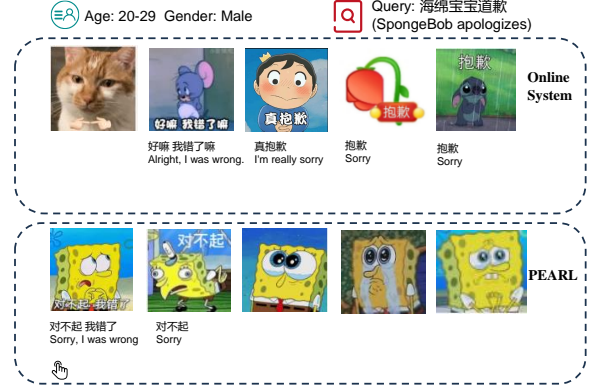 Age: 20-29 Gender: Male
Query: 海绵宝宝道歉
(SpongeBob apologizes)
Online
System
好嘛 我错了嘛
真抱歉
抱歉
抱歉
好嘛 我错了嘛
Alright, I was wrong.
真抱歉
I'm really sorry
抱歉
Sorry
抱歉
Sorry
PEARL
对不起 我错了
对不起
对不起 我错了
Sorry, I was wrong
对不起
Sorry